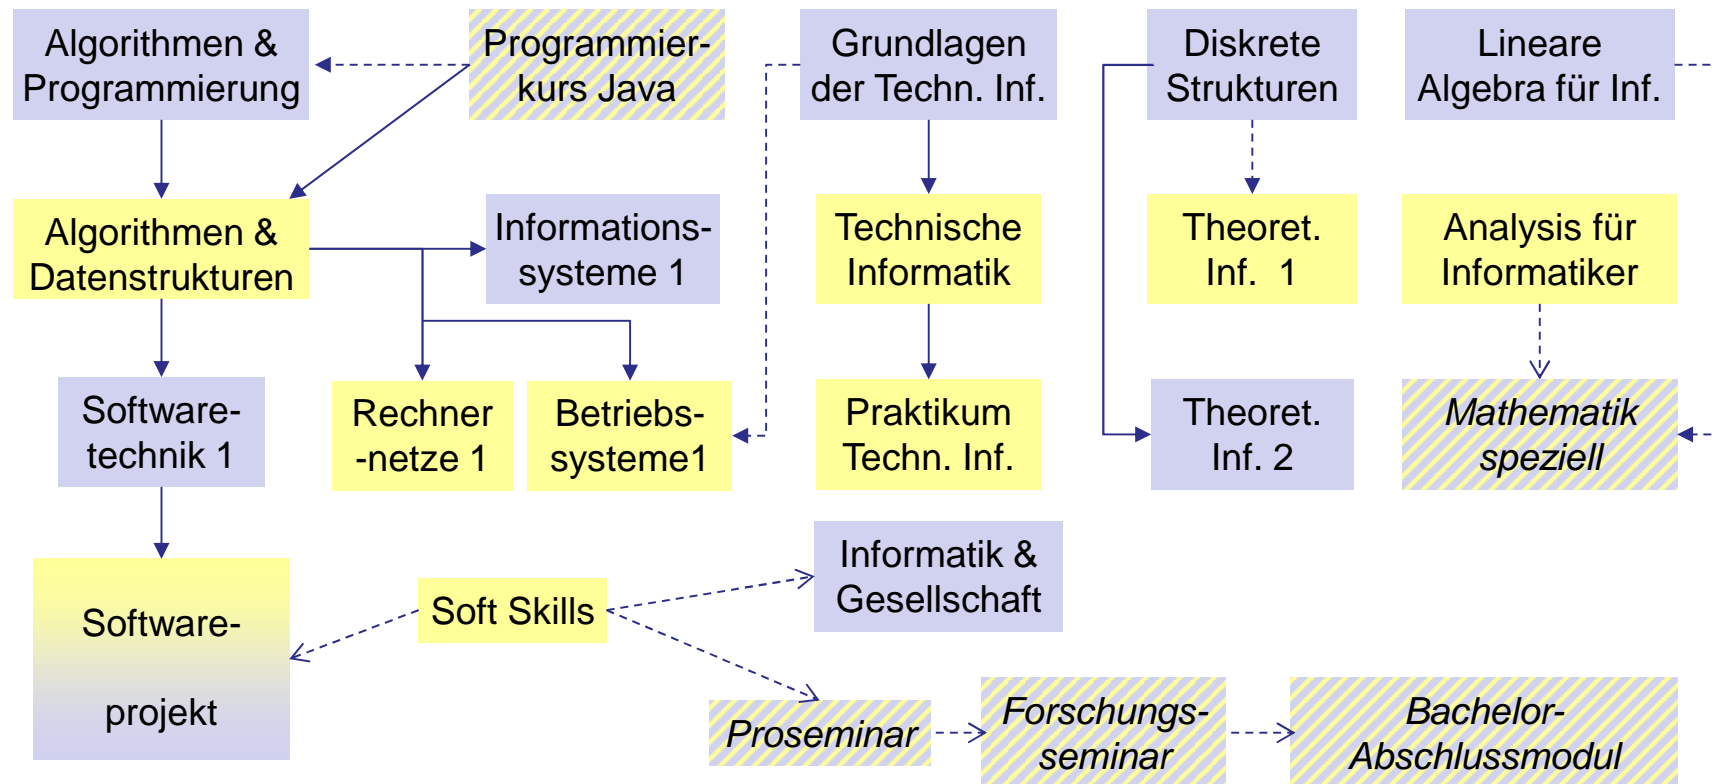 Algorithmen &
Programmierung
Programmier-
kurs Java
Grundlagen
der Techn. Inf.
Diskrete
Strukturen
Lineare
Algebra für Inf.
Algorithmen &
Datenstrukturen
Informations-
systeme 1
Technische
Informatik
Theoret.
Inf. 1
Analysis für
Informatiker
Software-
technik 1
Rechner
-netze 1
Betriebs-
systeme1
Praktikum
Techn. Inf.
Theoret.
Inf. 2
Mathematik
speziell
Software-
projekt
Soft Skills
Informatik &
Gesellschaft
Proseminar
Forschungs-
seminar
Bachelor-
Abschlussmodul